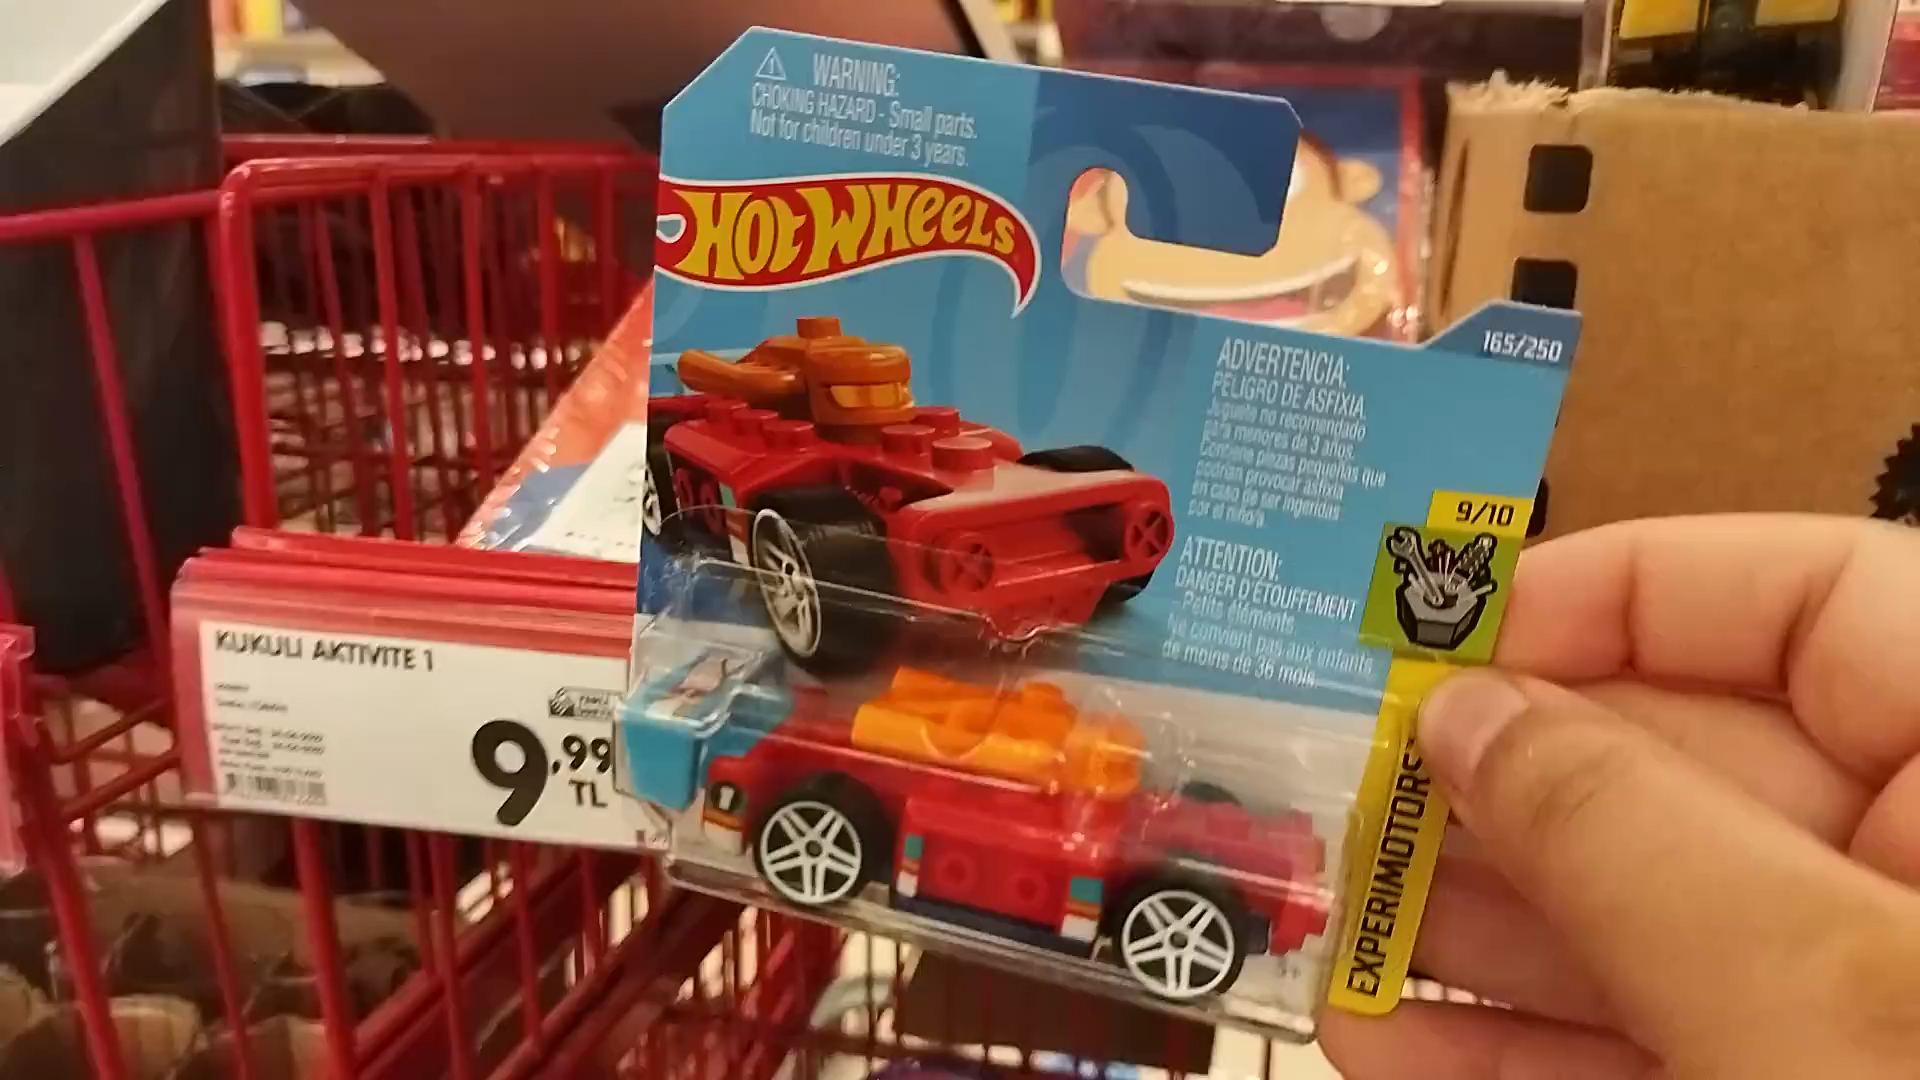 WARNING:
CHOKING HAZARD - Small parts.
Not for children under 3 years.
HOT WHEELS
165/250
ADVERTENCIA:
PELIGRO DE ASFIXIA.
Juguete no recomendado
para menores de 3 años.
Contiene piezas pequeñas que
podrían provocar asfixia
en caso de ser ingeridas
por el niño/a.
9/10
ATTENTION:
DANGER D'ÉTOUFFEMENT
- Petits éléments.
Ne convient pas aux enfants
de moins de 36 mois.
EXPERIMOTORS
KUKULI AKTIVITE 1
9,99
TL
1